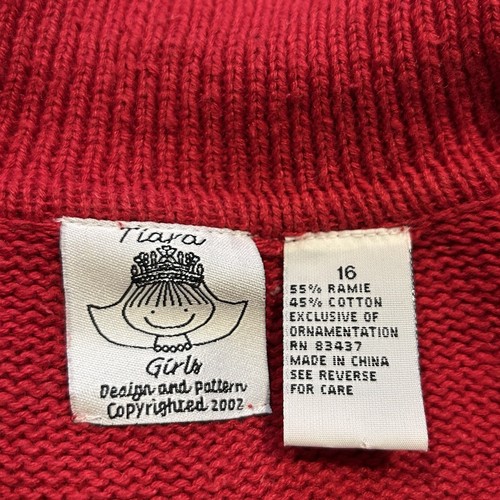 Tiara
Girls
Design and pattern
Copyrighted 2002
16
55% RAMIE
45% COTTON
EXCLUSIVE OF
ORNAMENTATION
RN 83437
MADE IN CHINA
SEE REVERSE
FOR CARE